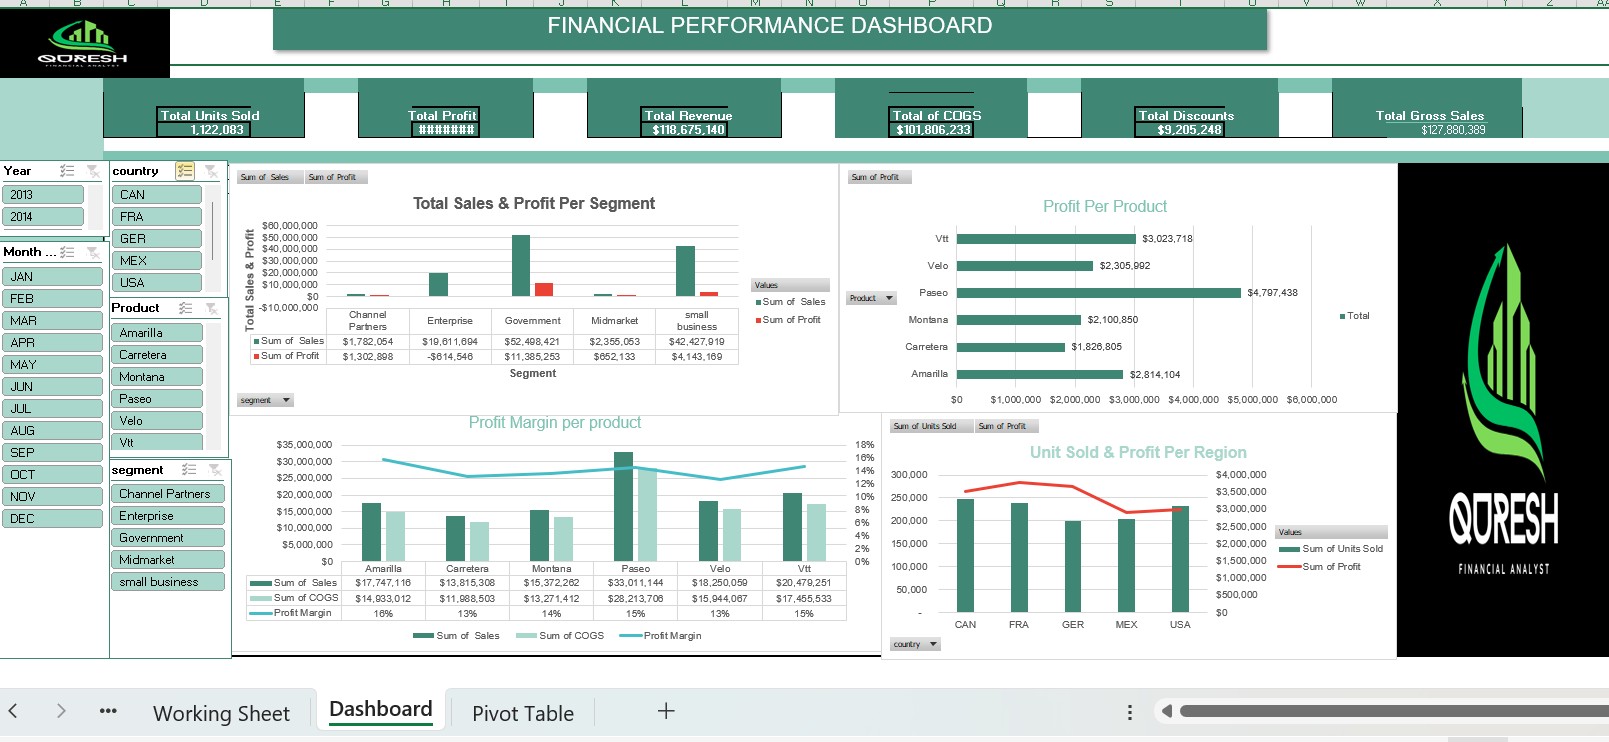 A B C D E F G H I J K L M N O P Q R S T U V W X Y Z AA
FINANCIAL PERFORMANCE DASHBOARD
QURESH
FINANCIAL ANALYST
Total Units Sold
1,122,083
Total Profit
#######
Total Revenue
$118,675,140
Total of COGS
$101,806,233
Total Discounts
$9,205,248
Total Gross Sales
$127,880,389
Year
2013
2014
Month ...
JAN
FEB
MAR
APR
MAY
JUN
JUL
AUG
SEP
OCT
NOV
DEC
country
CAN
FRA
GER
MEX
USA
Product
Amarilla
Carretera
Montana
Paseo
Velo
Vtt
segment
Channel Partners
Enterprise
Government
Midmarket
small business
Sum of Sales Sum of Profit
Total Sales & Profit Per Segment
Total Sales & Profit
$60,000,000
$50,000,000
$40,000,000
$30,000,000
$20,000,000
$10,000,000
$0
-$10,000,000
Channel Partners Enterprise Government Midmarket small business
Sum of Sales $1,782,054 $19,611,694 $52,498,421 $2,355,053 $42,427,919
Sum of Profit $1,302,898 -$614,546 $11,385,253 $652,133 $4,143,169
Segment
Values
Sum of Sales
Sum of Profit
segment
Sum of Profit
Profit Per Product
Product
Vtt $3,023,718
Velo $2,305,992
Paseo $4,797,438
Montana $2,100,850
Carretera $1,826,805
Amarilla $2,814,104
$0 $1,000,000 $2,000,000 $3,000,000 $4,000,000 $5,000,000 $6,000,000
Total
Profit Margin per product
$35,000,000
$30,000,000
$25,000,000
$20,000,000
$15,000,000
$10,000,000
$5,000,000
$0
18%
16%
14%
12%
10%
8%
6%
4%
2%
0%
Amarilla Carretera Montana Paseo Velo Vtt
Sum of Sales $17,747,116 $13,815,308 $15,372,262 $33,011,144 $18,250,059 $20,479,251
Sum of COGS $14,933,012 $11,988,503 $13,271,412 $28,213,706 $15,944,067 $17,455,533
Profit Margin 16% 13% 14% 15% 13% 15%
Sum of Sales Sum of COGS Profit Margin
Sum of Units Sold Sum of Profit
Unit Sold & Profit Per Region
300,000
250,000
200,000
150,000
100,000
50,000
-
$4,000,000
$3,500,000
$3,000,000
$2,500,000
$2,000,000
$1,500,000
$1,000,000
$500,000
$0
CAN FRA GER MEX USA
Values
Sum of Units Sold
Sum of Profit
country
QURESH
FINANCIAL ANALYST
Working Sheet Dashboard Pivot Table